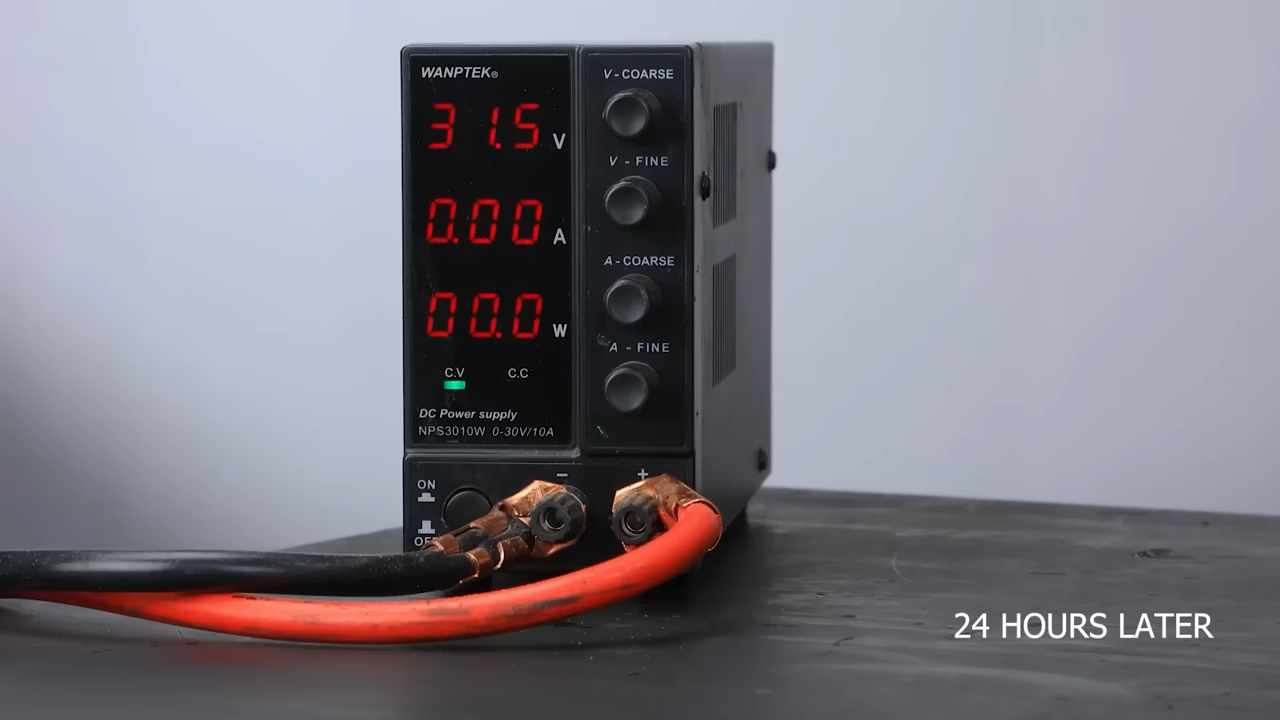 WANPTEK®
31.5 V
0.00 A
00.0 W
C.V C.C
DC Power supply
NPS3010W 0-30V/10A
V - COARSE
V - FINE
A - COARSE
A - FINE
ON
− +
24 HOURS LATER